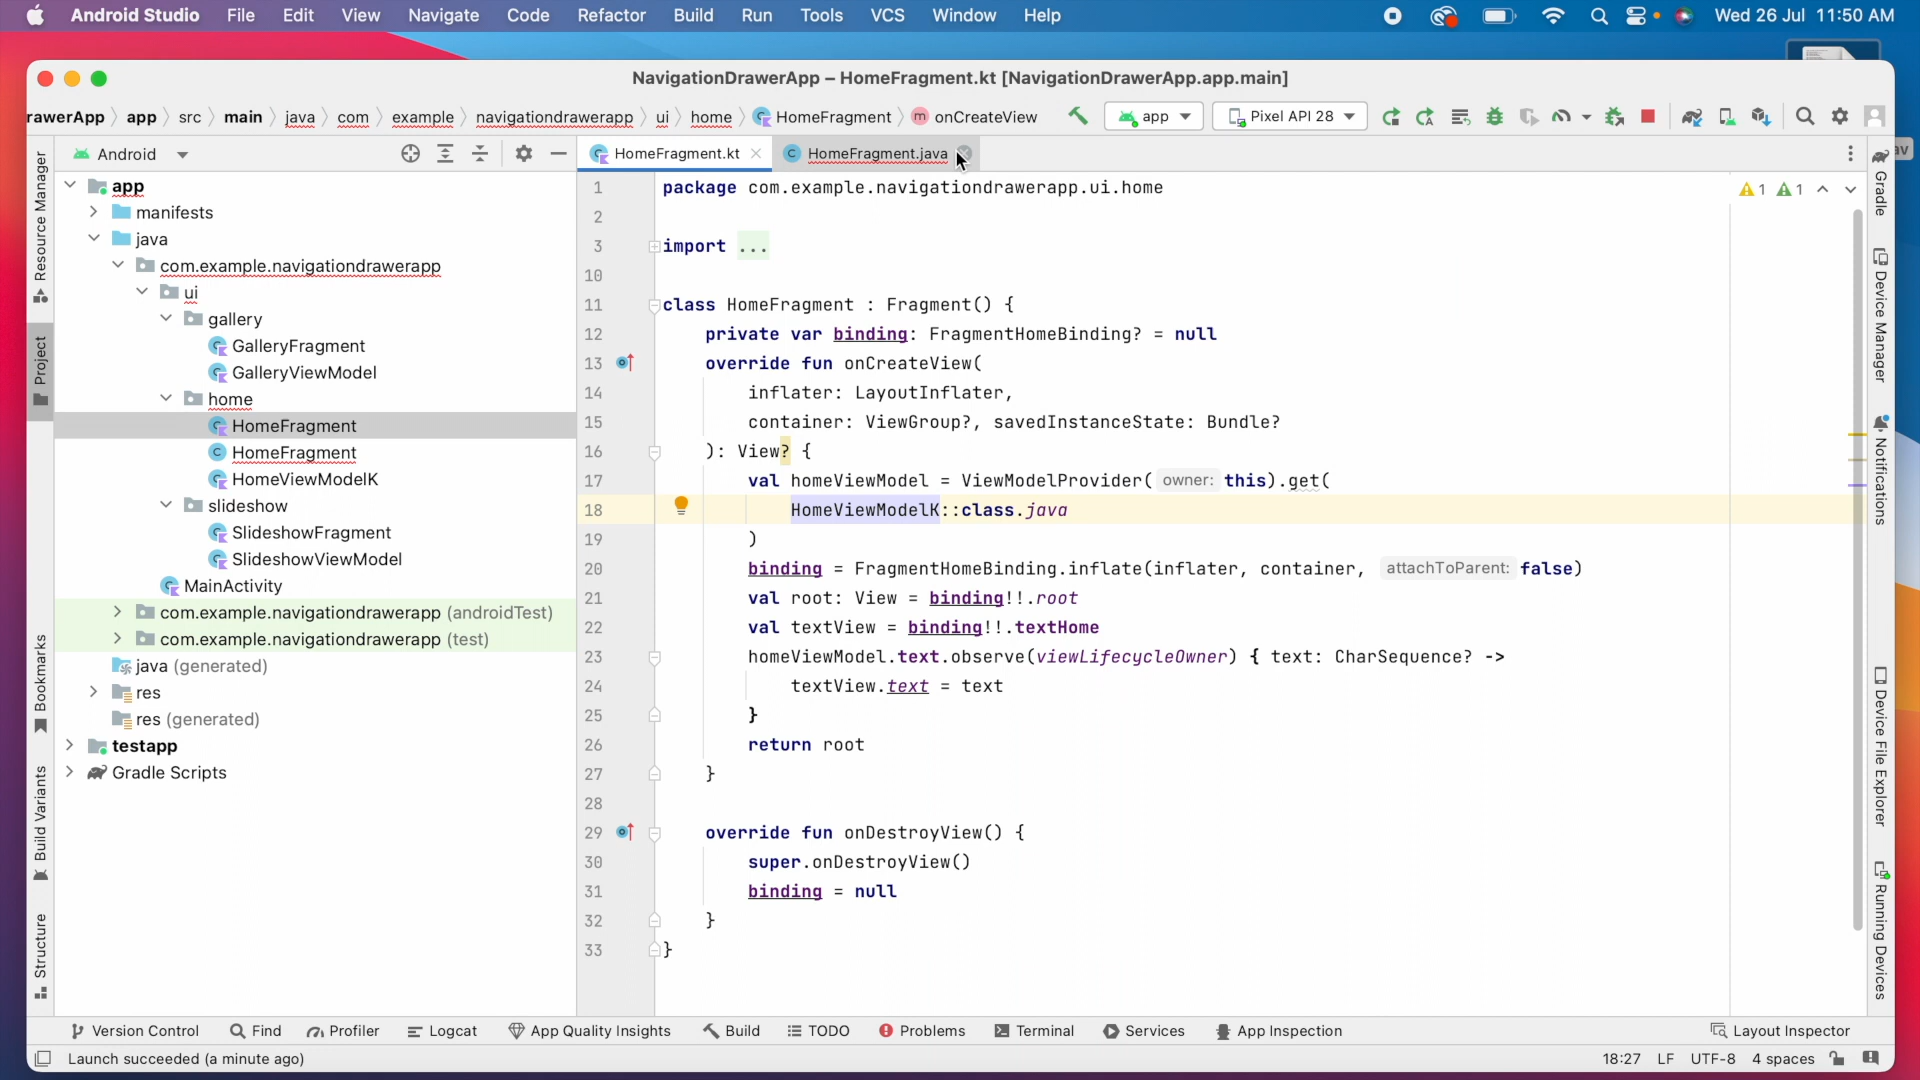 Android Studio File Edit View Navigate Code Refactor Build Run Tools VCS Window Help Wed 26 Jul 11:50 AM
NavigationDrawerApp – HomeFragment.kt [NavigationDrawerApp.app.main]
rawerApp app src main java com example navigationdrawerapp ui home HomeFragment onCreateView app Pixel API 28
Android
HomeFragment.kt HomeFragment.java
app
manifests
java
com.example.navigationdrawerapp
ui
gallery
GalleryFragment
GalleryViewModel
home
HomeFragment
HomeFragment
HomeViewModelK
slideshow
SlideshowFragment
SlideshowViewModel
MainActivity
com.example.navigationdrawerapp (androidTest)
com.example.navigationdrawerapp (test)
java (generated)
res
res (generated)
testapp
Gradle Scripts
1 package com.example.navigationdrawerapp.ui.home
2
3 import ...
10
11 class HomeFragment : Fragment() {
12 private var binding: FragmentHomeBinding? = null
13 override fun onCreateView(
14 inflater: LayoutInflater,
15 container: ViewGroup?, savedInstanceState: Bundle?
16 ): View? {
17 val homeViewModel = ViewModelProvider( owner: this).get(
18 HomeViewModelK::class.java
19 )
20 binding = FragmentHomeBinding.inflate(inflater, container, attachToParent: false)
21 val root: View = binding!!.root
22 val textView = binding!!.textHome
23 homeViewModel.text.observe(viewLifecycleOwner) { text: CharSequence? ->
24 textView.text = text
25 }
26 return root
27 }
28
29 override fun onDestroyView() {
30 super.onDestroyView()
31 binding = null
32 }
33 }
1 1
Resource Manager
Project
Bookmarks
Build Variants
Structure
Gradle
Device Manager
Notifications
Device File Explorer
Running Devices
av
Version Control Find Profiler Logcat App Quality Insights Build TODO Problems Terminal Services App Inspection Layout Inspector
Launch succeeded (a minute ago) 18:27 LF UTF-8 4 spaces